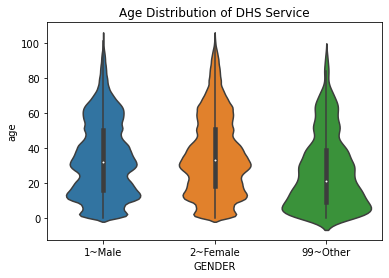 Age Distribution of DHS Service
age
100
80
60
40
20
0
1~Male 2~Female 99~Other
GENDER